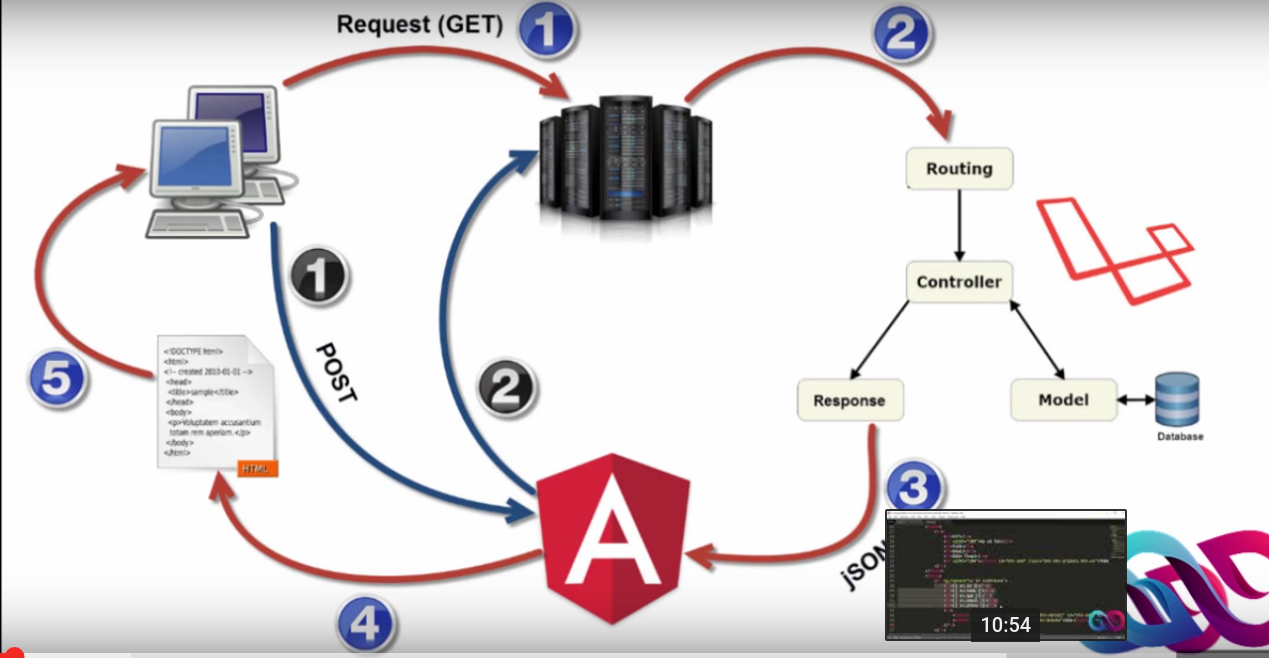 Request (GET)
1
2
Routing
Controller
Response
Model
Database
1
POST
2
5
<!DOCTYPE html>
<html>
<!-- created 2010-01-01 -->
<head>
<title>sample</title>
</head>
<body>
<p>Voluptatem accusantium
totam rem aperiam.</p>
</body>
</html>
HTML
A
3
jSON
4
10:54